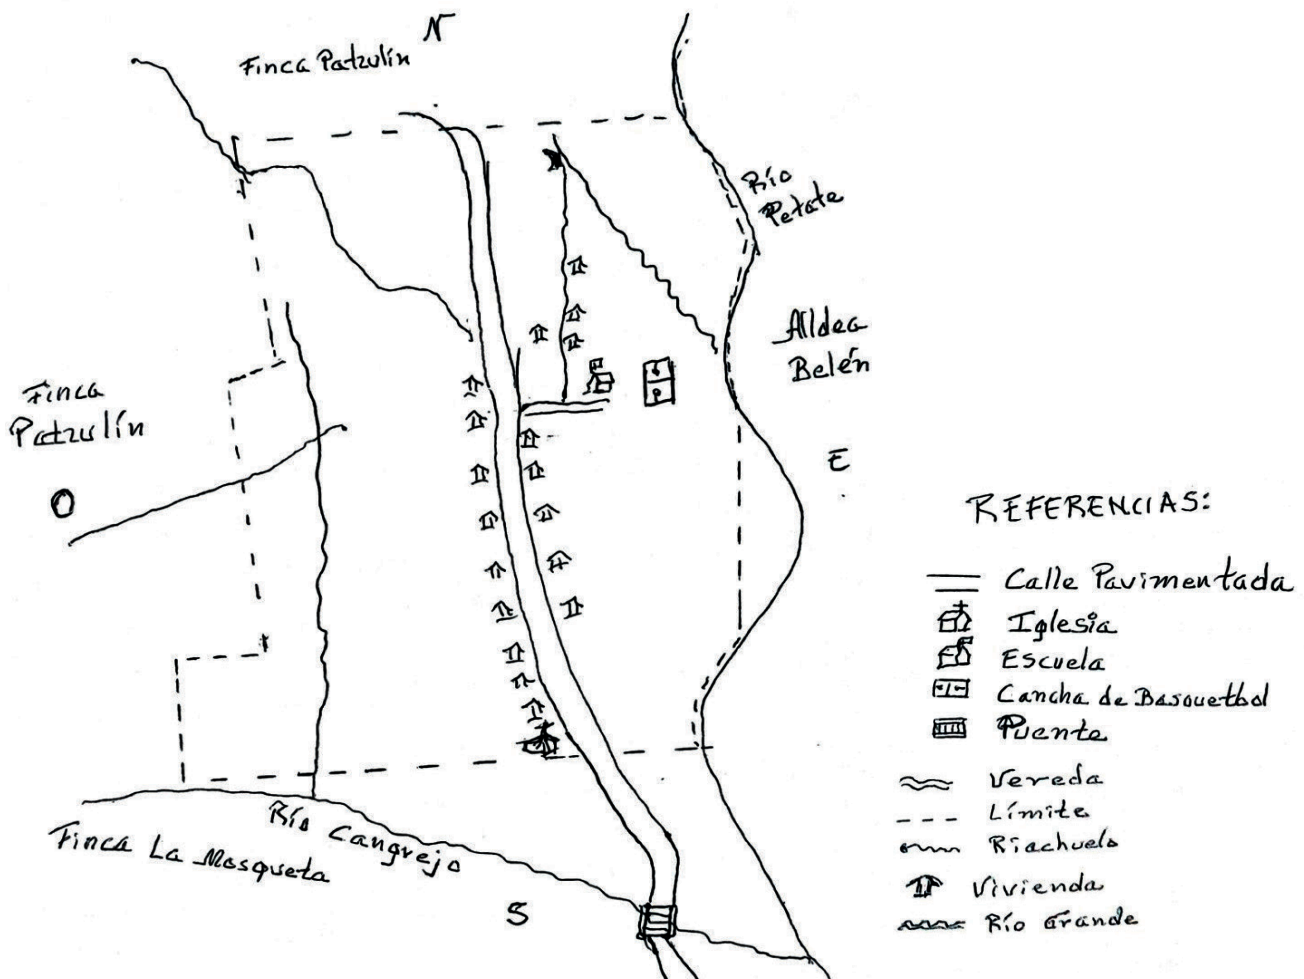 N
Finca Patzulín
Río
Petate
Alldea
Belén
Finca
Patzulín
O
E
REFERENCIAS:
Calle Pavimentada
Iglesia
Escuela
Cancha de Basquetbol
Puente
Vereda
Límite
Riachuelo
Vivienda
Río Grande
Río Cangrejo
Finca La Mosqueta
S